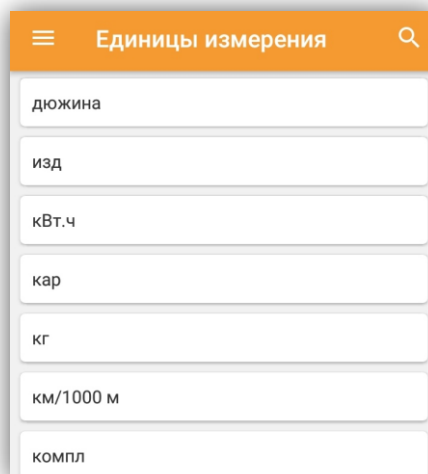 Единицы измерения
дюжина
изд
кВт.ч
кар
кг
км/1000 м
компл